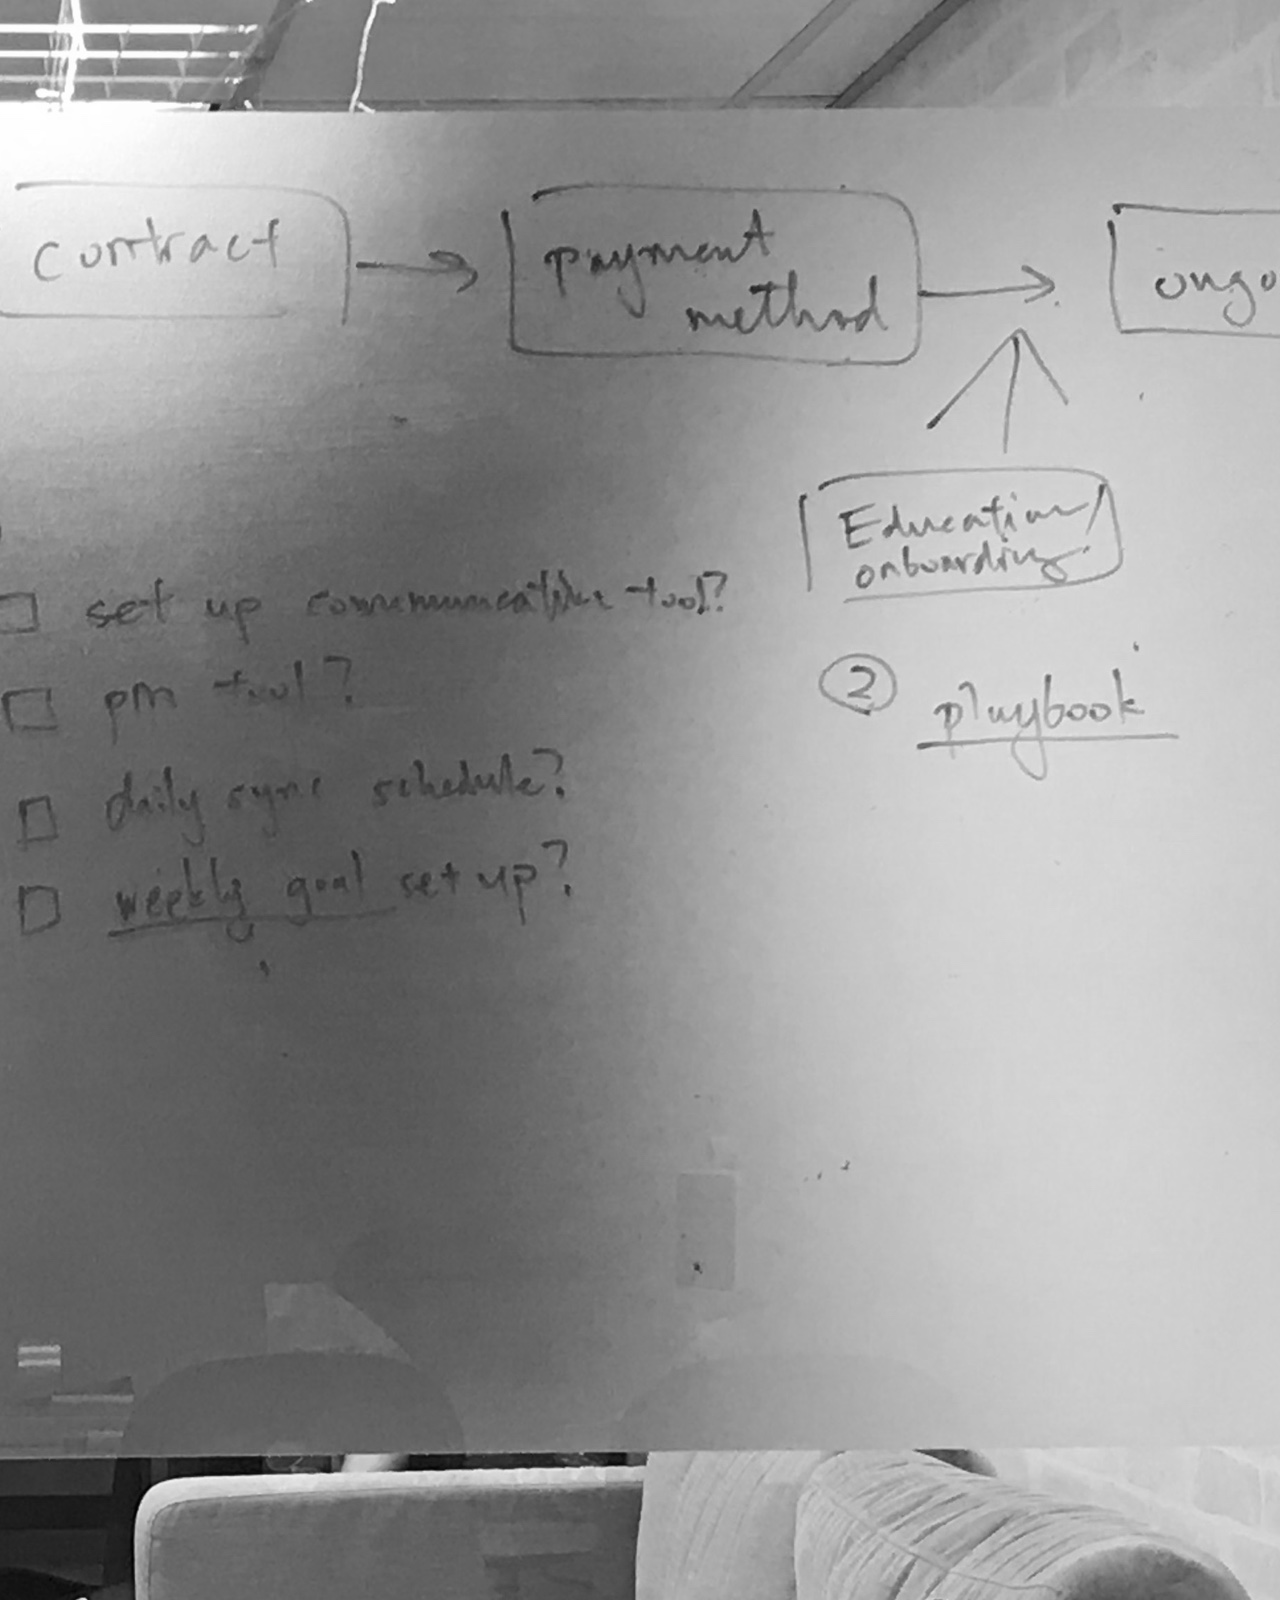 contract
payment
method
ongo
Education/
onboarding
set up communication tool?
pm tool?
daily sync schedule?
weekly goal set up?
2 playbook